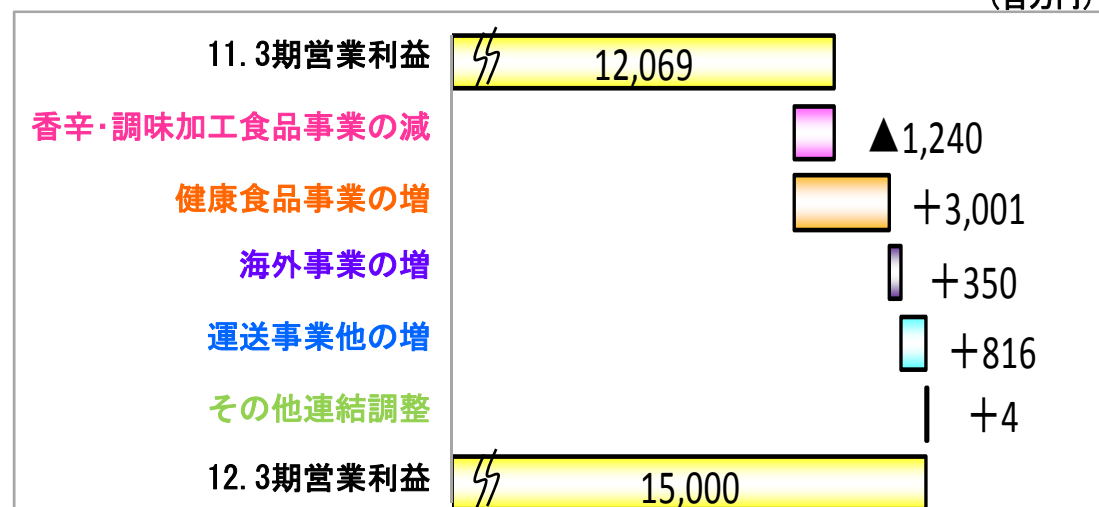 (百万円)
11.3期営業利益 12,069
香辛・調味加工食品事業の減 ▲1,240
健康食品事業の増 +3,001
海外事業の増 +350
運送事業他の増 +816
その他連結調整 +4
12.3期営業利益 15,000